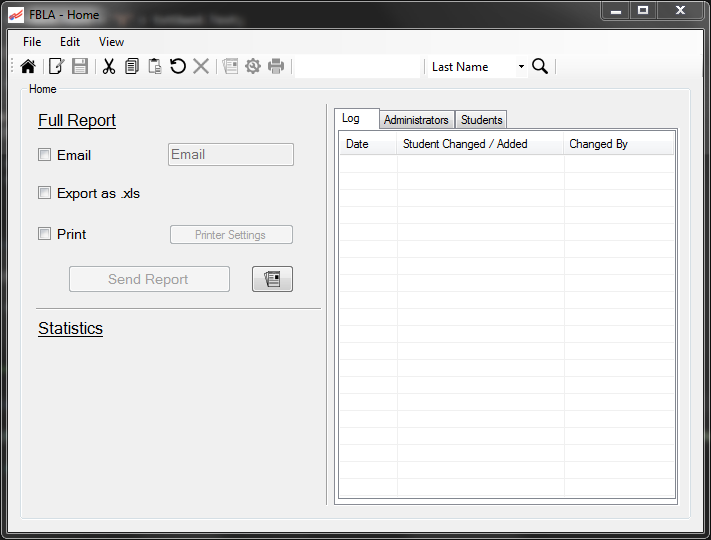 FBLA - Home
File Edit View
Last Name
Home
Full Report
Email Email
Export as .xls
Print Printer Settings
Send Report
Statistics
Log Administrators Students
Date Student Changed / Added Changed By